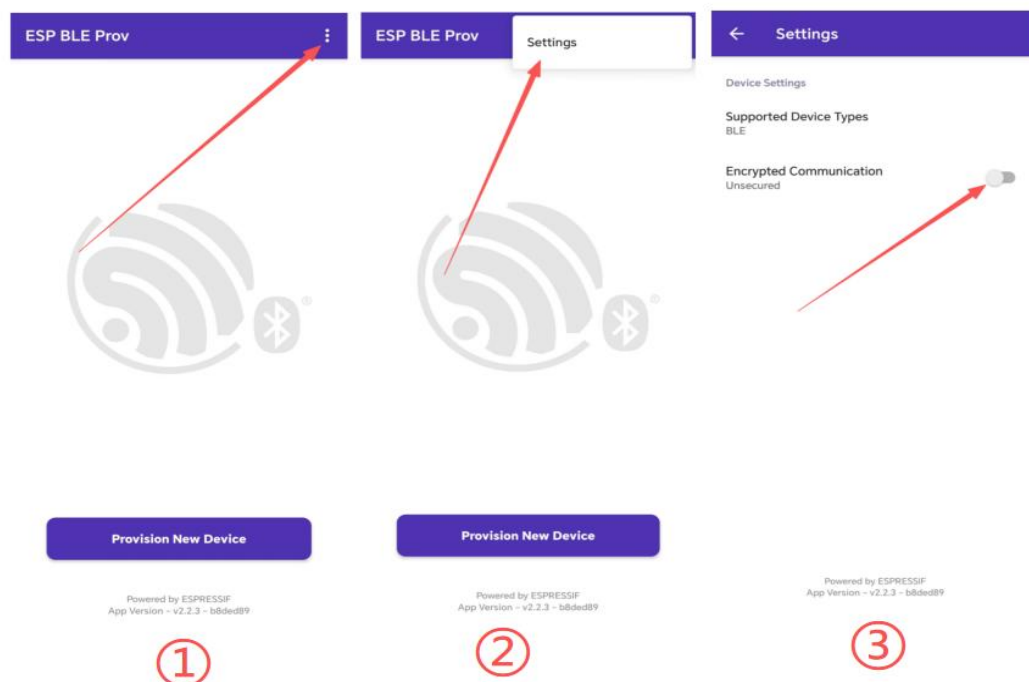 ESP BLE Prov
Provision New Device
Powered by ESPRESSIF
App Version - v2.2.3 - b8ded89
①
ESP BLE Prov
Settings
®
Provision New Device
Powered by ESPRESSIF
App Version - v2.2.3 - b8ded89
②
Settings
Device Settings
Supported Device Types
BLE
Encrypted Communication
Unsecured
Powered by ESPRESSIF
App Version - v2.2.3 - b8ded89
③